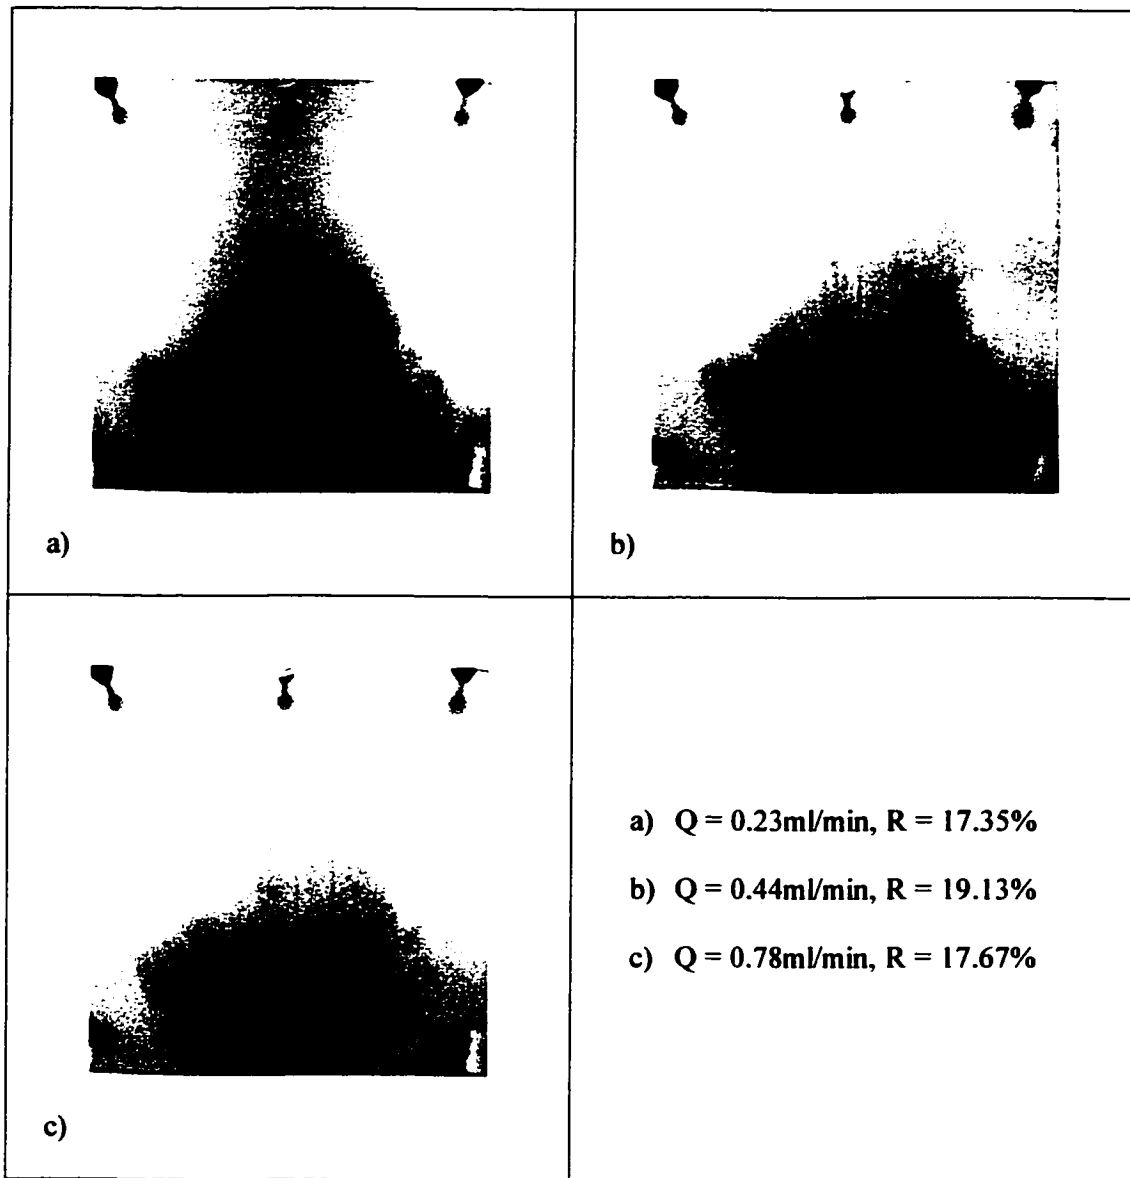 a)
b)
c)
a) Q = 0.23ml/min, R = 17.35%
b) Q = 0.44ml/min, R = 19.13%
c) Q = 0.78ml/min, R = 17.67%